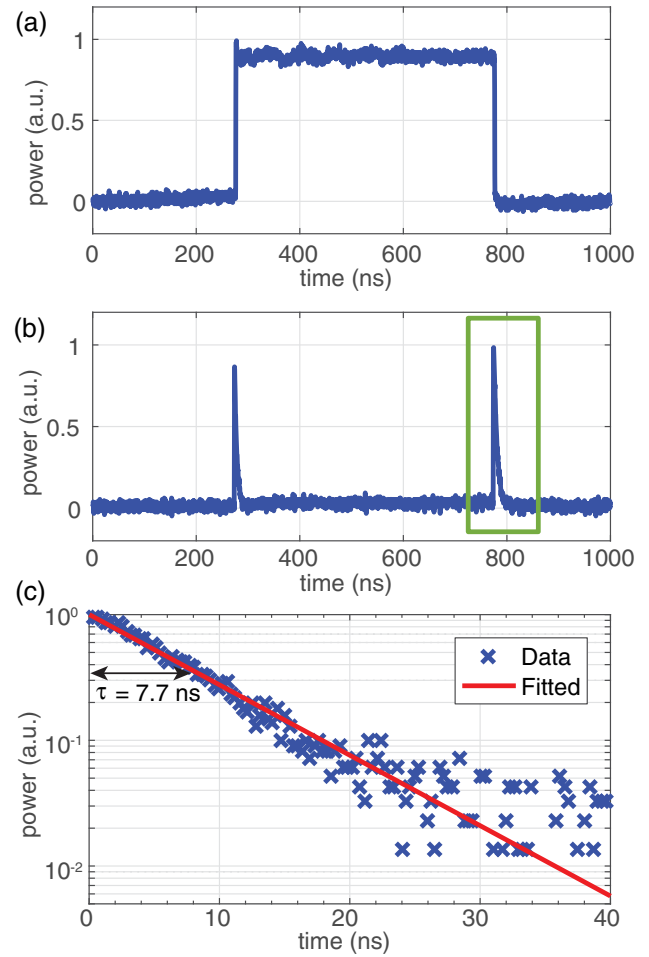 (a)
power (a.u.)
1
0.5
0
0 200 400 600 800 1000
time (ns)
(b)
power (a.u.)
1
0.5
0
0 200 400 600 800 1000
time (ns)
(c)
power (a.u.)
10⁰
10⁻¹
10⁻²
τ = 7.7 ns
Data
Fitted
0 10 20 30 40
time (ns)